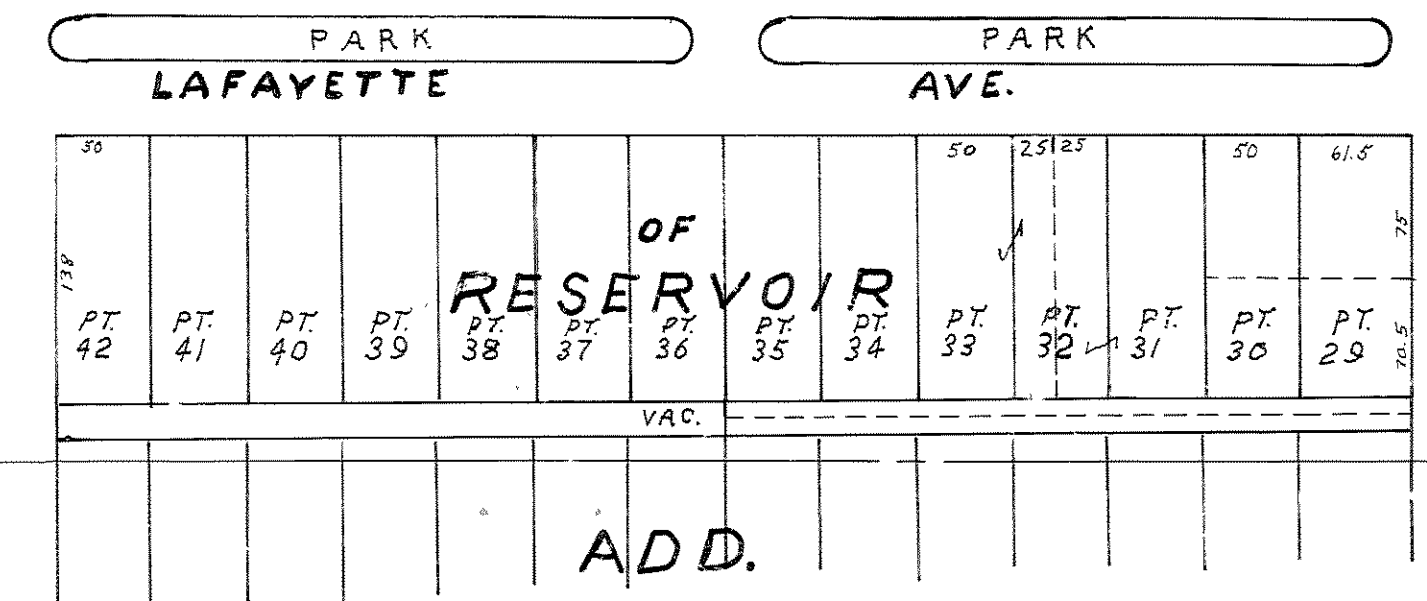 PARK PARK
LAFAYETTE AVE.
50 50 25 25 50 61.5
OF
75
138
RESERVOIR
PT. PT. PT. PT. PT. PT. PT. PT. PT. PT. PT. PT. PT. PT.
42 41 40 39 38 37 36 35 34 33 32 31 30 29
70.5
VAC.
ADD.